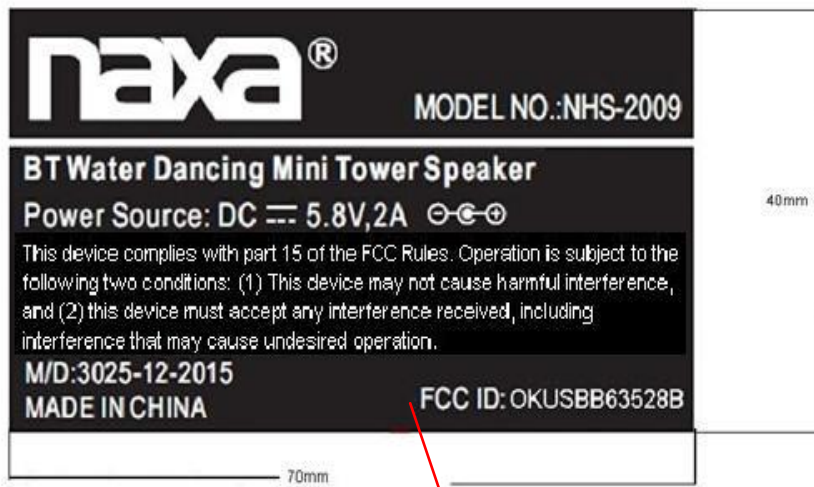 naxa®
MODEL NO.:NHS-2009
BT Water Dancing Mini Tower Speaker
Power Source: DC 5.8V,2A
This device complies with part 15 of the FCC Rules. Operation is subject to the
following two conditions: (1) This device may not cause harmful interference,
and (2) this device must accept any interference received, including
interference that may cause undesired operation.
M/D:3025-12-2015
MADE IN CHINA
FCC ID: OKUSBB63528B
40mm
70mm